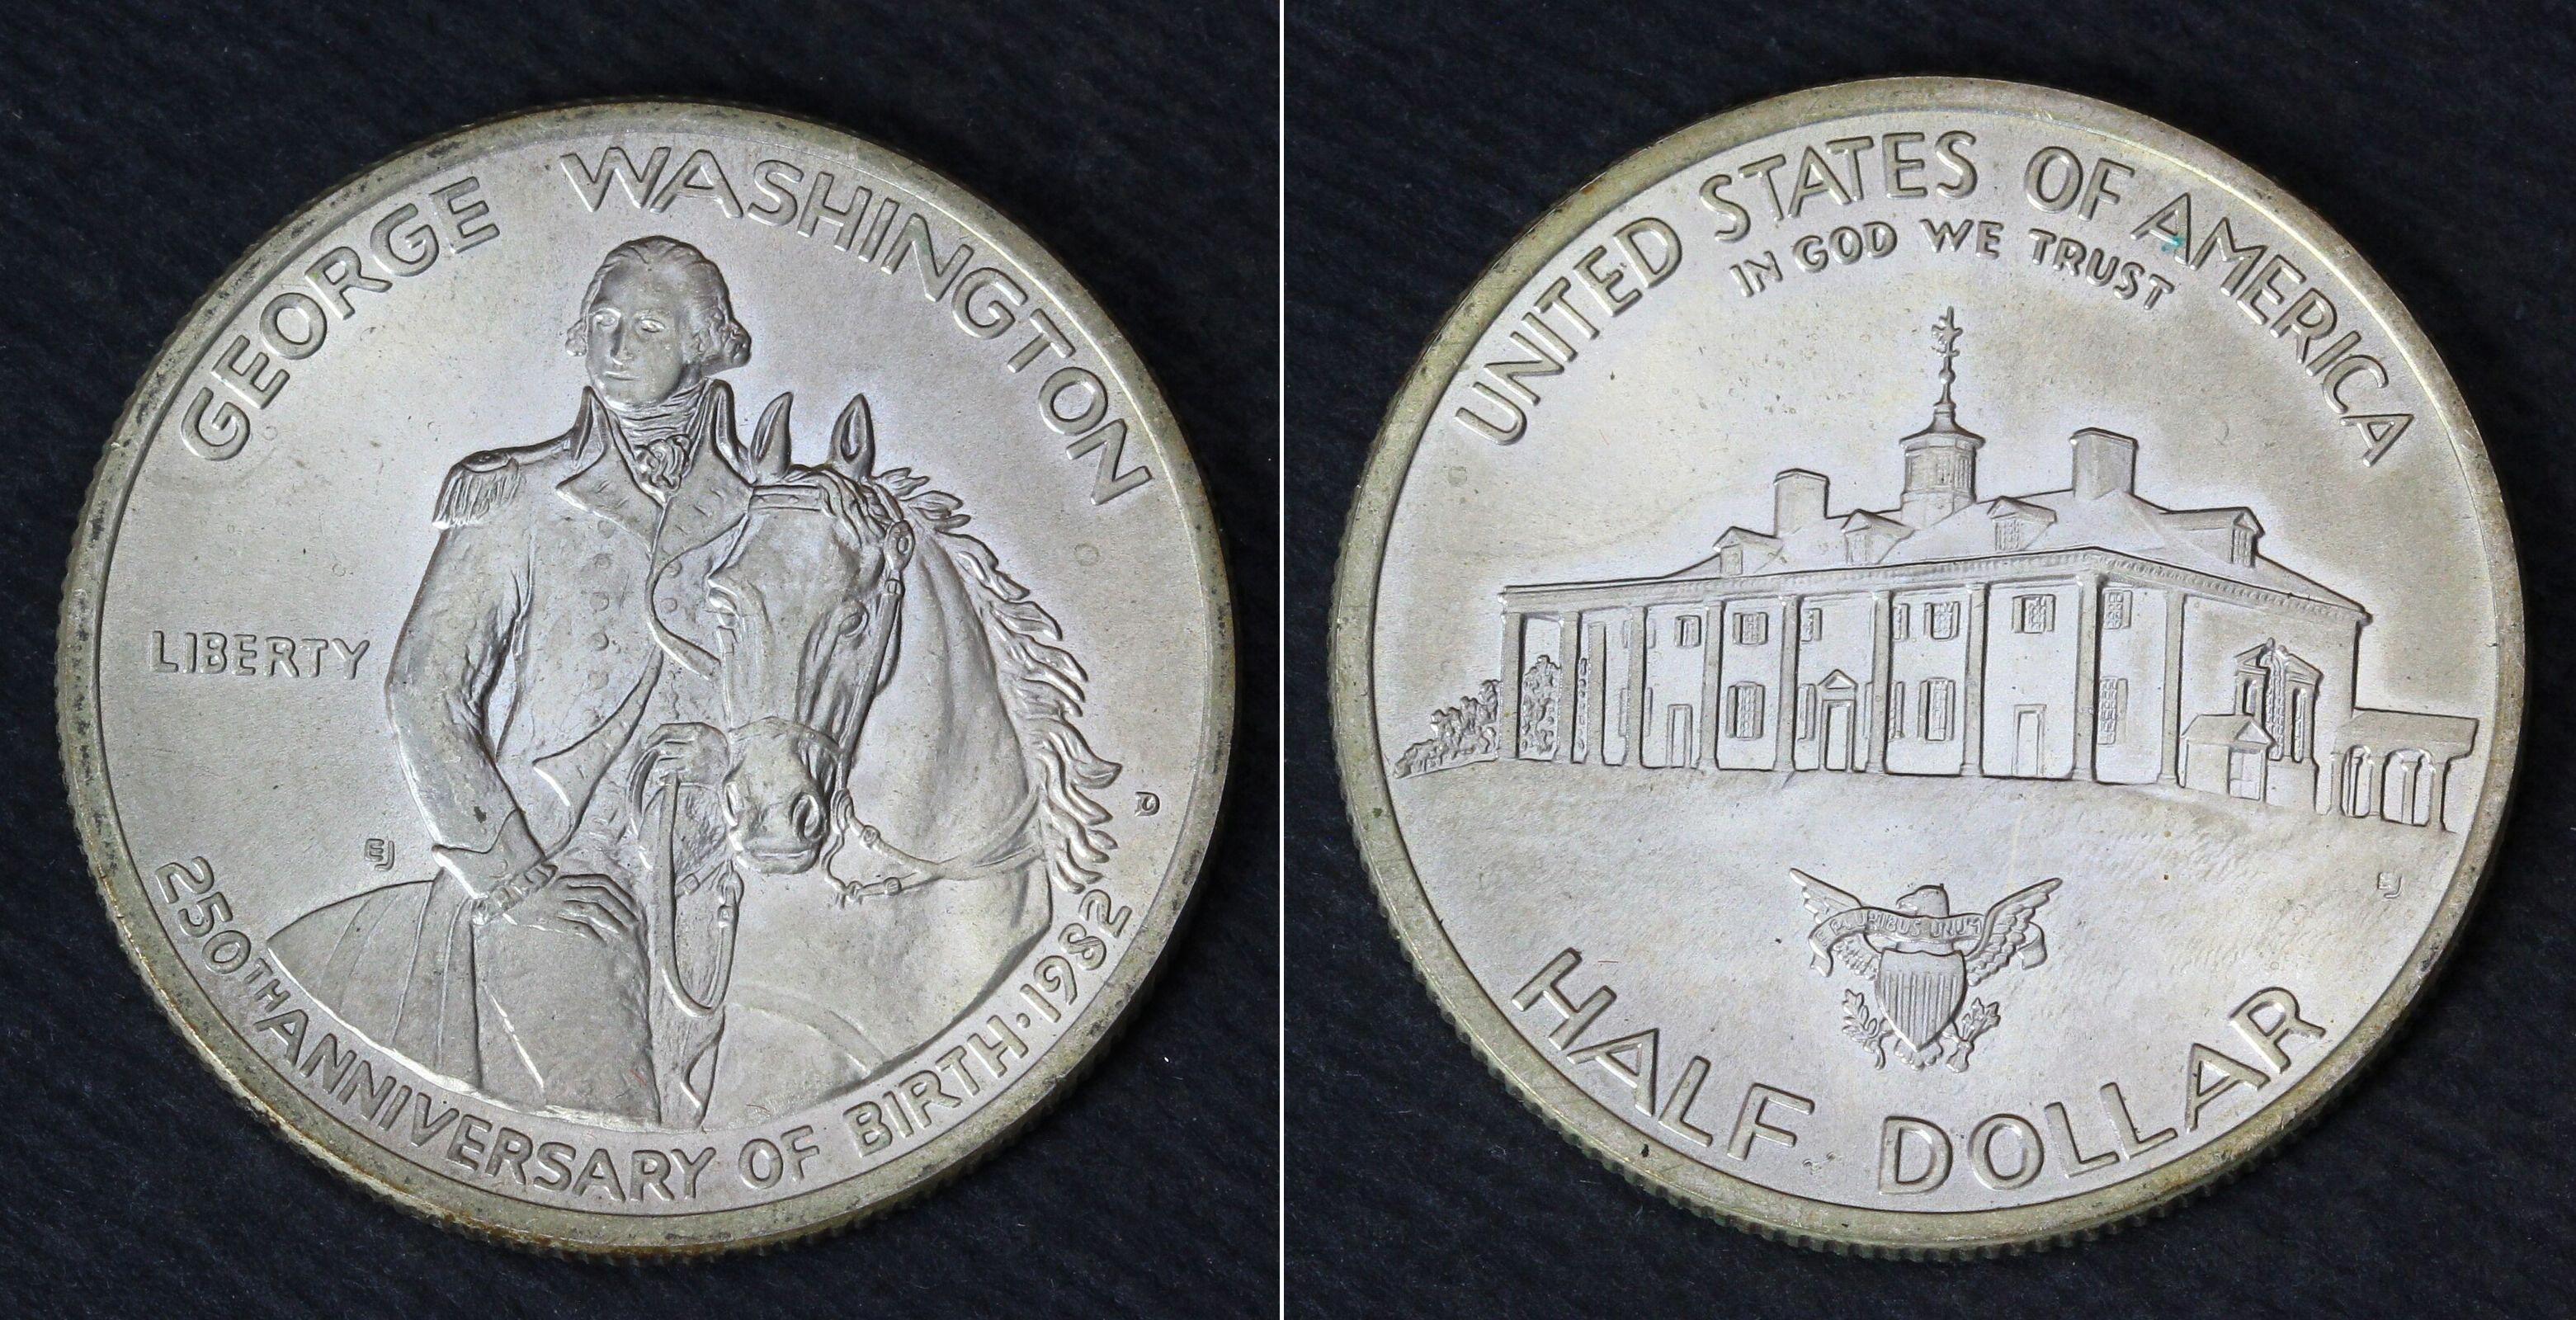 GEORGE WASHINGTON
LIBERTY
D
EJ
250TH ANNIVERSARY OF BIRTH·1982
UNITED STATES OF AMERICA
IN GOD WE TRUST
EJ
E PLURIBUS UNUM
HALF DOLLAR